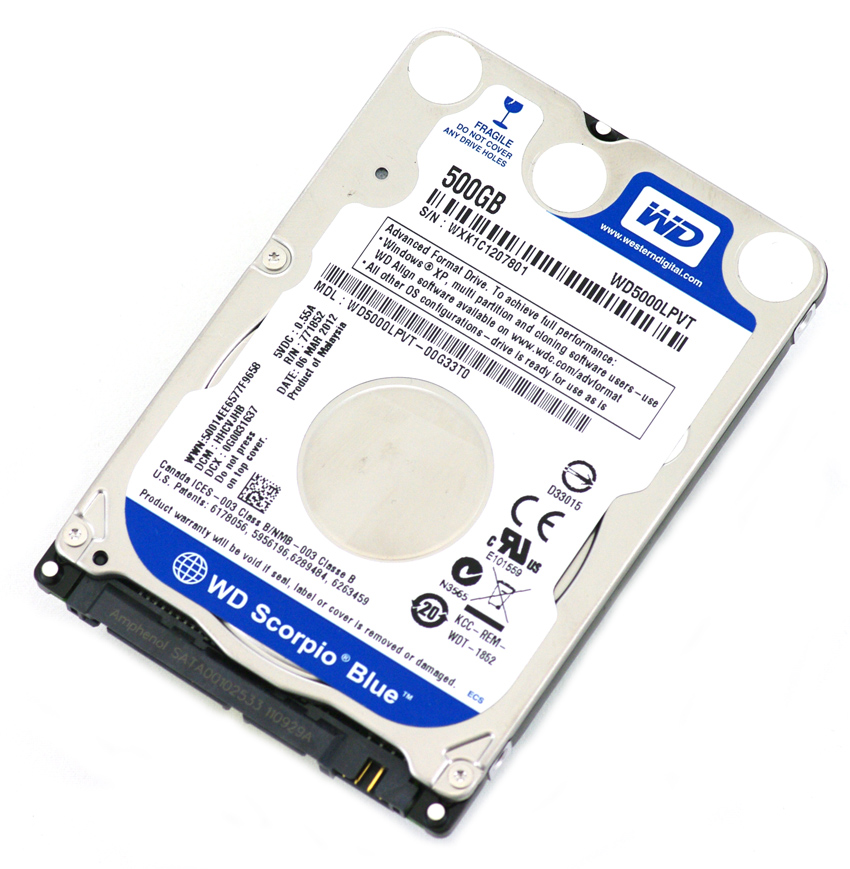 FRAGILE
DO NOT COVER
ANY DRIVE HOLES
500GB
S/N: WXK1C1207801
WD
www.westerndigital.com
WD5000LPVT
Advanced Format Drive. To achieve full performance:
•Windows® XP, multi partition and cloning software users-use
WD Align software available on www.wdc.com/advformat
•All other OS configurations-drive is ready for use as is
MDL: WD5000LPVT-00G33T0
5VDC: 0.55A
R/N: 771852
DATE: 06 MAR 2012
Product of Malaysia
WWN:50014EE6577F965B
DCM: HHCVJHB
DCX: 0G0031637
Do not press
on top cover.
Canada ICES-003 Class B/NMB-003 Classe B
U.S. Patents: 6178056, 5956196,6289484, 6263459
Product warranty will be void if seal, label or cover is removed or damaged.
D33015
CE
c RU us
E101559
N3565
20
KCC-REM-
WDT-1852
WD Scorpio® Blue™
ECS
Amphenol SATA00102533 110929A